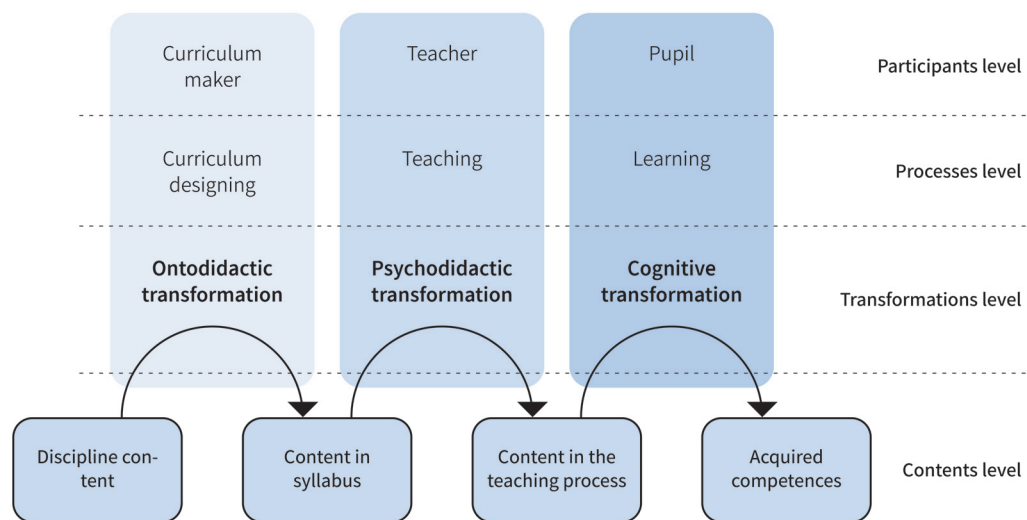 Curriculum
maker
Teacher
Pupil
Participants level
Curriculum
designing
Teaching
Learning
Processes level
Ontodidactic
transformation
Psychodidactic
transformation
Cognitive
transformation
Transformations level
Discipline con-
tent
Content in
syllabus
Content in the
teaching process
Acquired
competences
Contents level